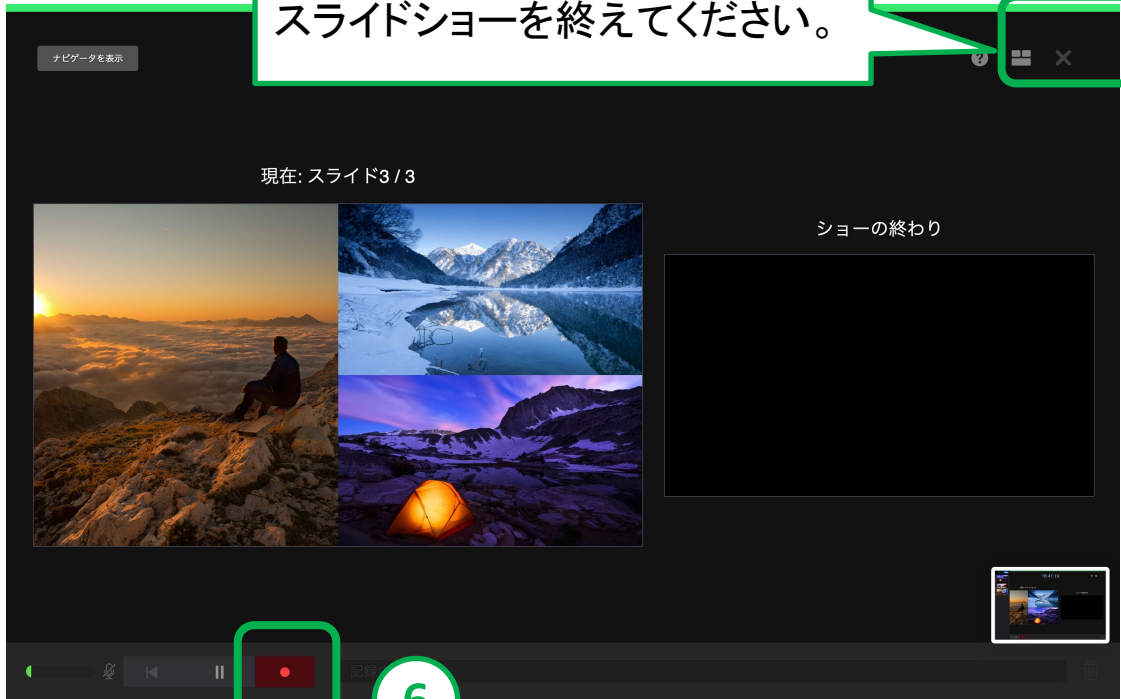 スライドショーを終えてください。
ナビゲータを表示
?
現在: スライド3 / 3
ショーの終わり
6